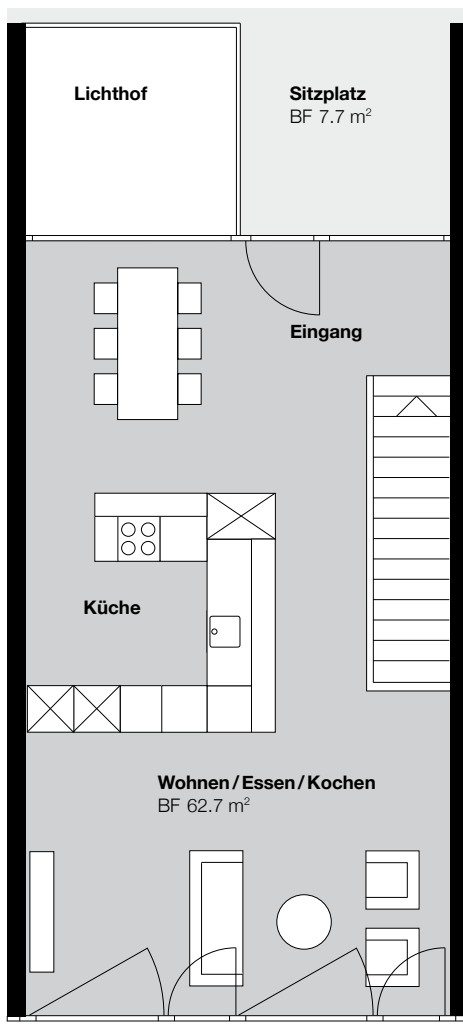 Lichthof
Sitzplatz
BF 7.7 m²
Eingang
Küche
Wohnen/Essen/Kochen
BF 62.7 m²